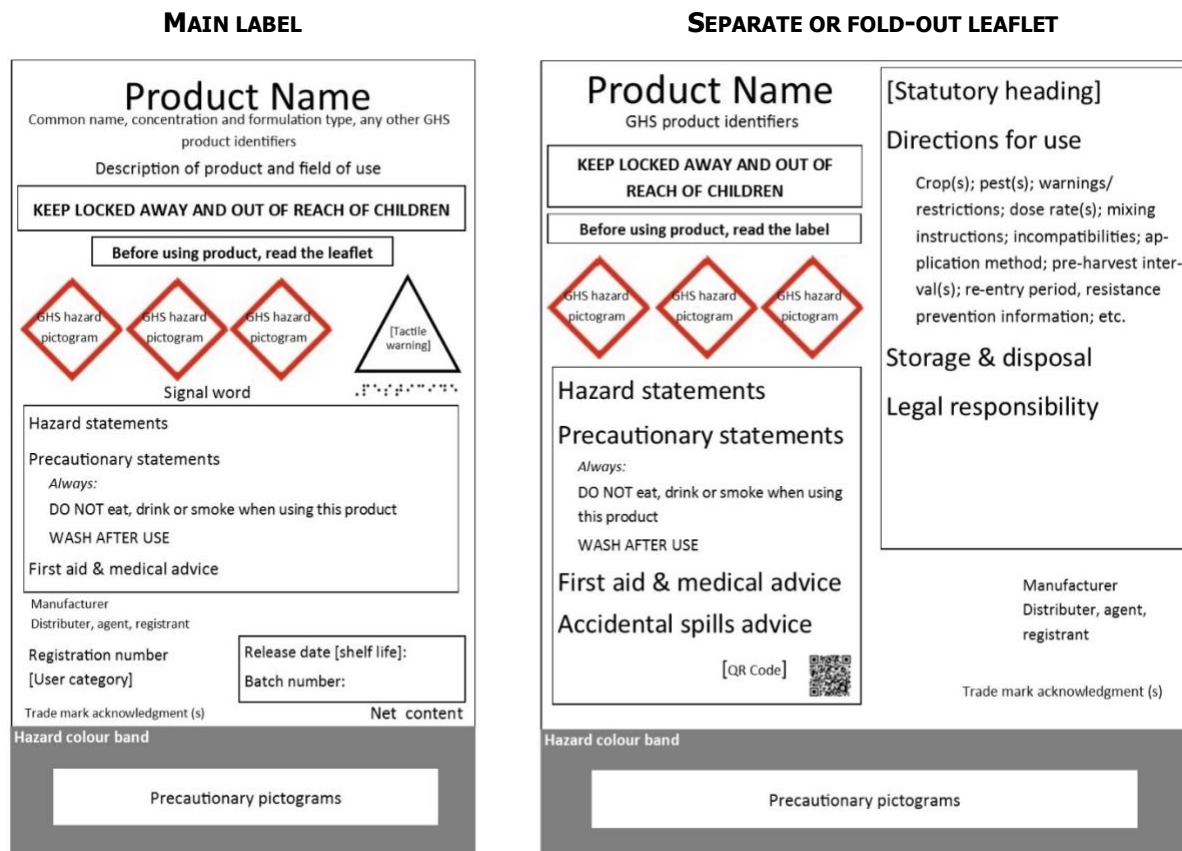 MAIN LABEL
Product Name
Common name, concentration and formulation type, any other GHS
product identifiers
Description of product and field of use
KEEP LOCKED AWAY AND OUT OF REACH OF CHILDREN
Before using product, read the leaflet
GHS hazard
pictogram
GHS hazard
pictogram
GHS hazard
pictogram
[Tactile
warning]
Signal word
⠠⠏⠑⠎⠞⠊⠉⠊⠙⠑
Hazard statements
Precautionary statements
Always:
DO NOT eat, drink or smoke when using this product
WASH AFTER USE
First aid & medical advice
Manufacturer
Distributer, agent, registrant
Registration number
[User category]
Release date [shelf life]:
Batch number:
Trade mark acknowledgment (s)
Net content
Hazard colour band
Precautionary pictograms
SEPARATE OR FOLD-OUT LEAFLET
Product Name
GHS product identifiers
KEEP LOCKED AWAY AND OUT OF
REACH OF CHILDREN
Before using product, read the label
GHS hazard
pictogram
GHS hazard
pictogram
GHS hazard
pictogram
Hazard statements
Precautionary statements
Always:
DO NOT eat, drink or smoke when using
this product
WASH AFTER USE
First aid & medical advice
Accidental spills advice
[QR Code]
[Statutory heading]
Directions for use
Crop(s); pest(s); warnings/
restrictions; dose rate(s); mixing
instructions; incompatibilities; ap-
plication method; pre-harvest inter-
val(s); re-entry period, resistance
prevention information; etc.
Storage & disposal
Legal responsibility
Manufacturer
Distributer, agent,
registrant
Trade mark acknowledgment (s)
Hazard colour band
Precautionary pictograms